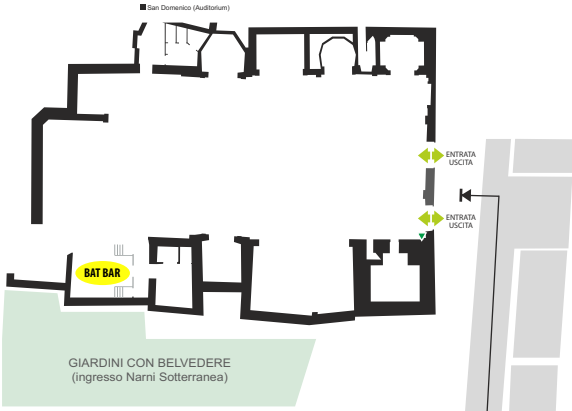 San Domenico (Auditorium)
ENTRATA
USCITA
ENTRATA
USCITA
BAT BAR
GIARDINI CON BELVEDERE
(ingresso Narni Sotterranea)